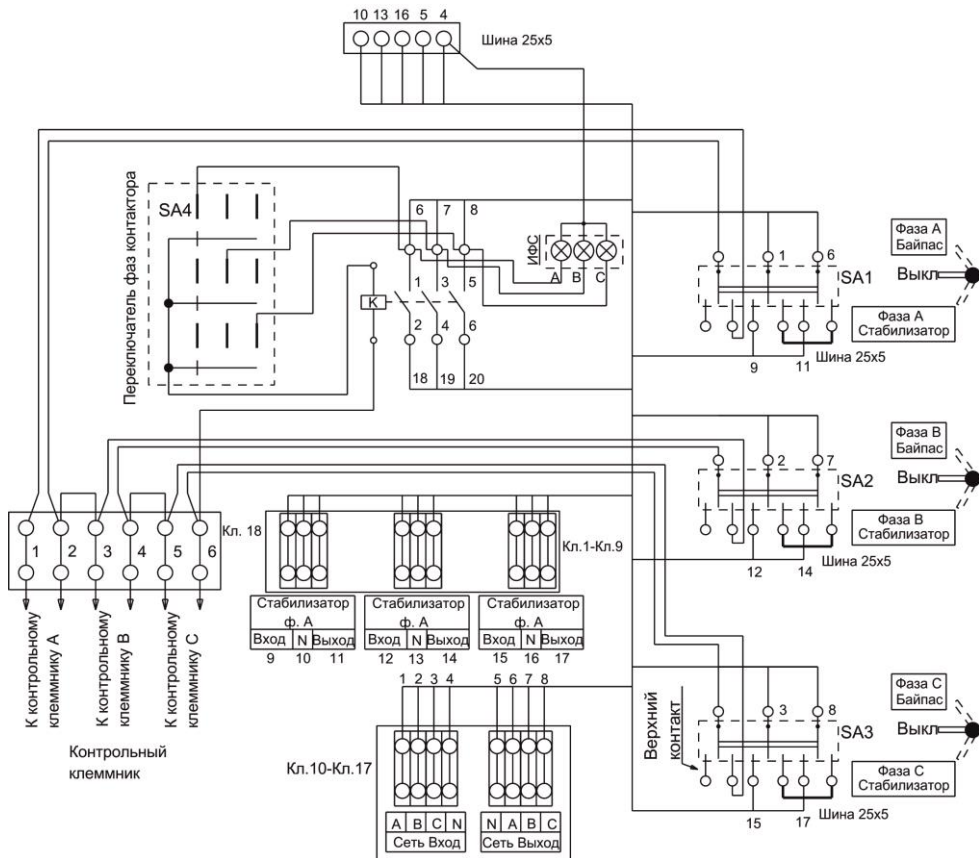 10 13 16 5 4
Шина 25х5
Переключатель фаз контактора
SA4
6 7 8
К
1 3 5
2 4 6
18 19 20
ИФС
А В С
1 6
SA1
9 11
Шина 25х5
Фаза А
Байпас
Выкл
Фаза А
Стабилизатор
2 7
SA2
12 14
Шина 25х5
Фаза В
Байпас
Выкл
Фаза В
Стабилизатор
Кл. 18
1 2 3 4 5 6
К контрольному
клеммнику А
К контрольному
клеммнику В
К контрольному
клеммнику С
Контрольный
клеммник
Кл.1-Кл.9
Стабилизатор
ф. А
Вход N Выход
9 10 11
Стабилизатор
ф. А
Вход N Выход
12 13 14
Стабилизатор
ф. А
Вход N Выход
15 16 17
1 2 3 4 5 6 7 8
Кл.10-Кл.17
А В С N
Сеть Вход
N А В С
Сеть Выход
Верхний
контакт
3 8
SA3
15 17
Шина 25х5
Фаза С
Байпас
Выкл
Фаза С
Стабилизатор